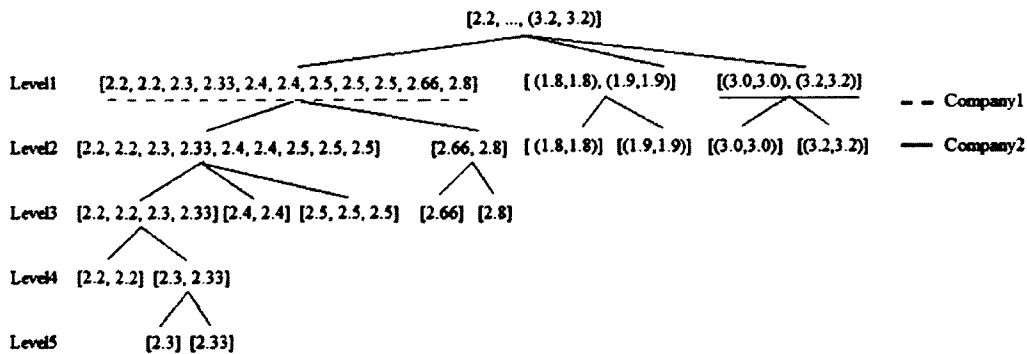 [2.2, ..., (3.2, 3.2)]
Level1 [2.2, 2.2, 2.3, 2.33, 2.4, 2.4, 2.5, 2.5, 2.5, 2.66, 2.8] [ (1.8,1.8), (1.9,1.9)] [(3.0,3.0), (3.2,3.2)]
Company1
Level2 [2.2, 2.2, 2.3, 2.33, 2.4, 2.4, 2.5, 2.5, 2.5] [2.66, 2.8] [ (1.8,1.8)] [(1.9,1.9)] [(3.0,3.0)] [(3.2,3.2)] Company2
Level3 [2.2, 2.2, 2.3, 2.33] [2.4, 2.4] [2.5, 2.5, 2.5] [2.66] [2.8]
Level4 [2.2, 2.2] [2.3, 2.33]
Level5 [2.3] [2.33]